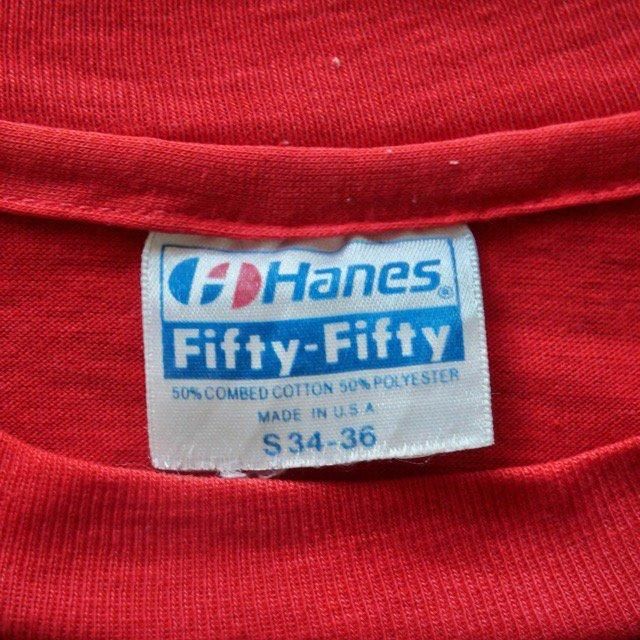 Hanes®
Fifty-Fifty
50% COMBED COTTON 50% POLYESTER
MADE IN U.S.A
S 34-36